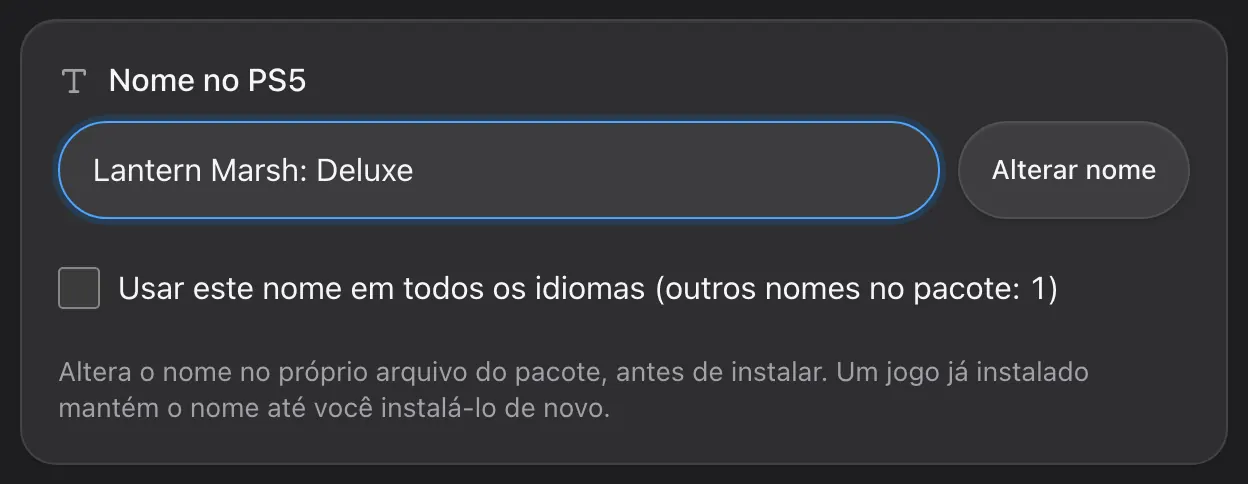 Nome no PS5
Lantern Marsh: Deluxe
Alterar nome
Usar este nome em todos os idiomas (outros nomes no pacote: 1)
Altera o nome no próprio arquivo do pacote, antes de instalar. Um jogo já instalado
mantém o nome até você instalá-lo de novo.